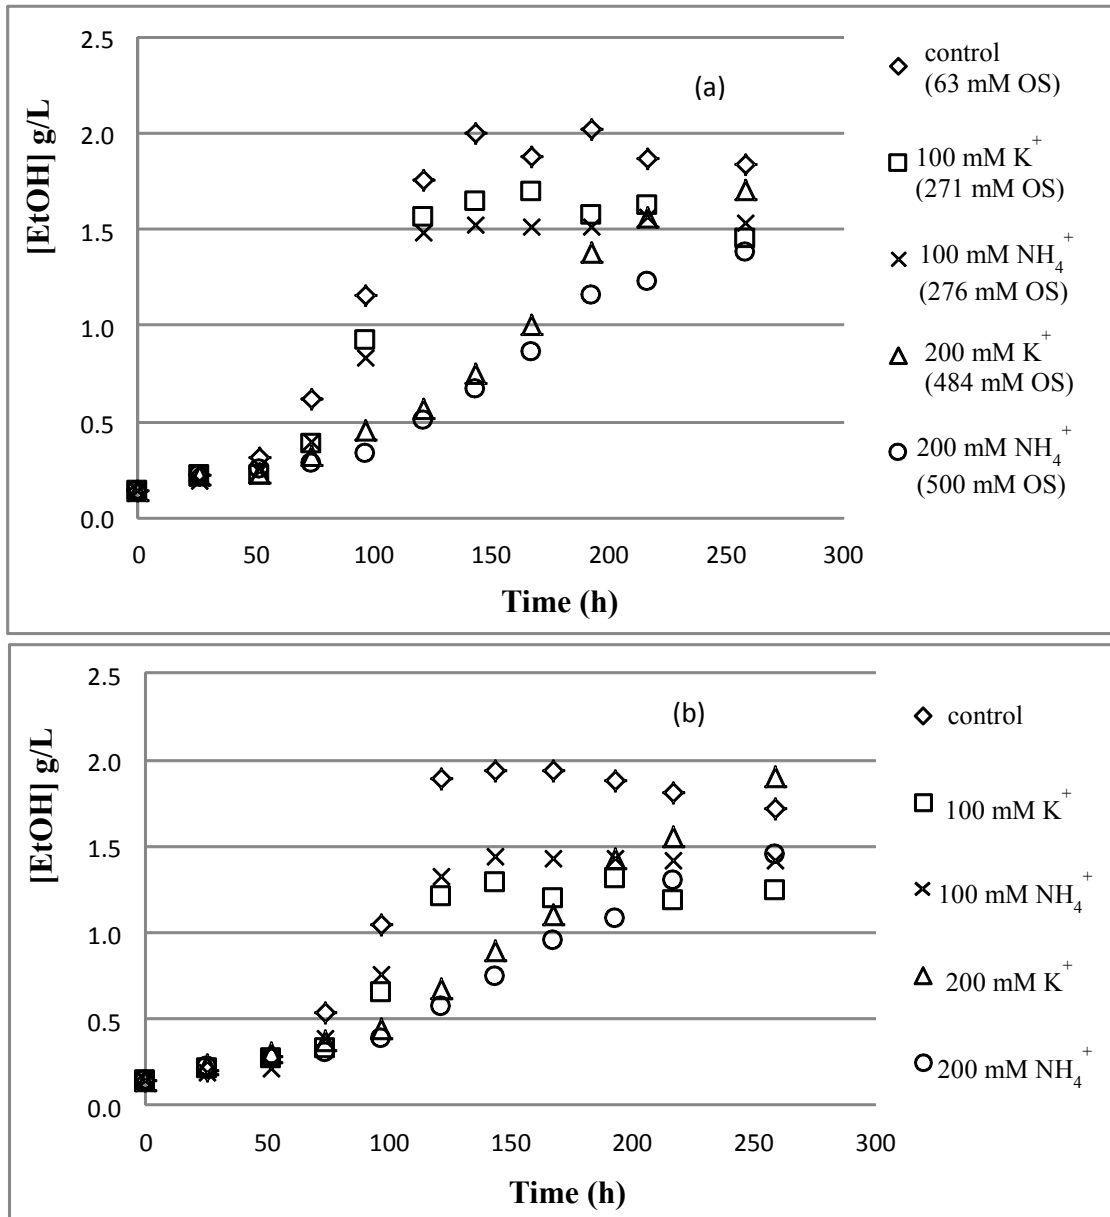 (a)
[EtOH] g/L
2.5
2.0
1.5
1.0
0.5
0.0
0 50 100 150 200 250 300
Time (h)
control
(63 mM OS)
100 mM K+
(271 mM OS)
100 mM NH4+
(276 mM OS)
200 mM K+
(484 mM OS)
200 mM NH4+
(500 mM OS)
(b)
[EtOH] g/L
2.5
2.0
1.5
1.0
0.5
0.0
0 50 100 150 200 250 300
Time (h)
control
100 mM K+
100 mM NH4+
200 mM K+
200 mM NH4+